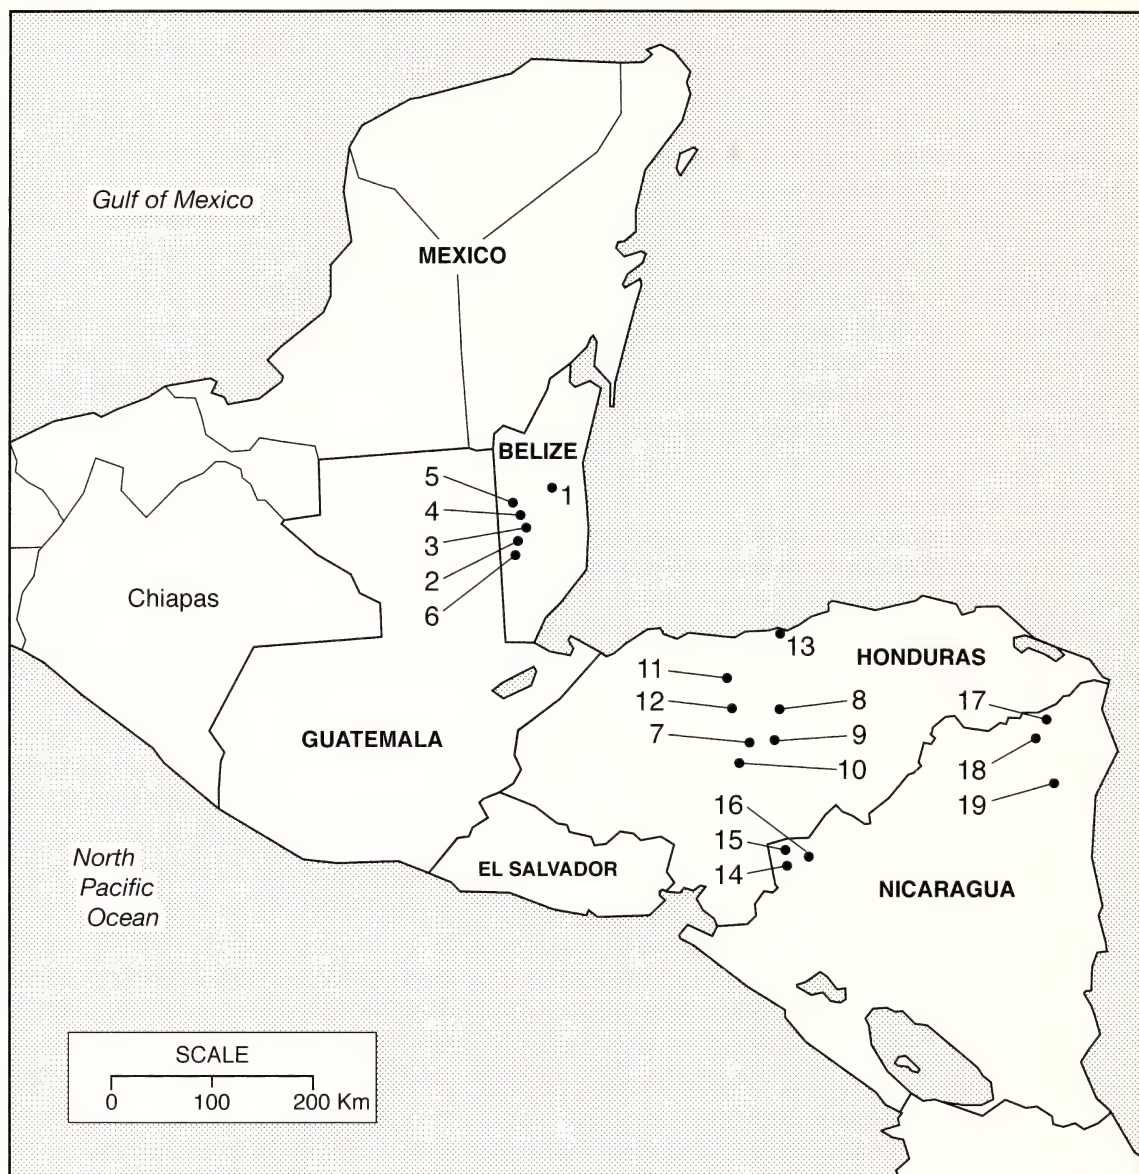 Gulf of Mexico
MEXICO
BELIZE
5
1
4
3
2
6
Chiapas
13
HONDURAS
11
12
8
17
7
9
GUATEMALA
10
18
16
19
15
14
EL SALVADOR
NICARAGUA
North
Pacific
Ocean
SCALE
0 100 200 Km